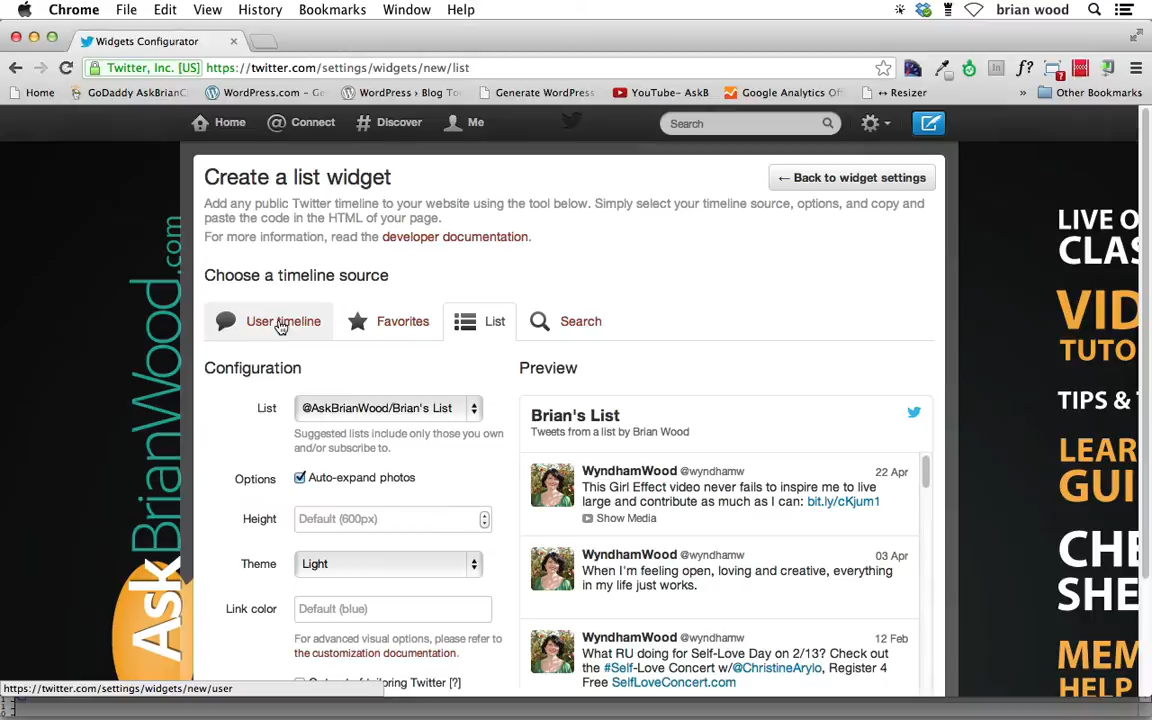 Chrome File Edit View History Bookmarks Window Help brian wood
Widgets Configurator
Twitter, Inc. [US] https://twitter.com/settings/widgets/new/list
Home GoDaddy AskBrianC WordPress.com – Ge WordPress › Blog To Generate WordPress YouTube- AskB Google Analytics Of ↔ Resizer » Other Bookmarks
Home Connect Discover Me Search
Create a list widget
← Back to widget settings
Add any public Twitter timeline to your website using the tool below. Simply select your timeline source, options, and copy and
paste the code in the HTML of your page.
For more information, read the developer documentation.
Choose a timeline source
User timeline Favorites List Search
Configuration
List @AskBrianWood/Brian's List
Suggested lists include only those you own
and/or subscribe to.
Options Auto-expand photos
Height Default (600px)
Theme Light
Link color Default (blue)
For advanced visual options, please refer to
the customization documentation.
Opt-out of tailoring Twitter [?]
Preview
Brian's List
Tweets from a list by Brian Wood
WyndhamWood @wyndhamw 22 Apr
This Girl Effect video never fails to inspire me to live
large and contribute as much as I can: bit.ly/cKjum1
Show Media
WyndhamWood @wyndhamw 03 Apr
When I'm feeling open, loving and creative, everything
in my life just works.
WyndhamWood @wyndhamw 12 Feb
What RU doing for Self-Love Day on 2/13? Check out
the #Self-Love Concert w/@ChristineArylo, Register 4
Free SelfLoveConcert.com
AskBrianWood.com
LIVE O
CLAS
VID
TUTO
TIPS & T
LEAR
GUI
CHE
SHE
MEM
HELP
https://twitter.com/settings/widgets/new/user